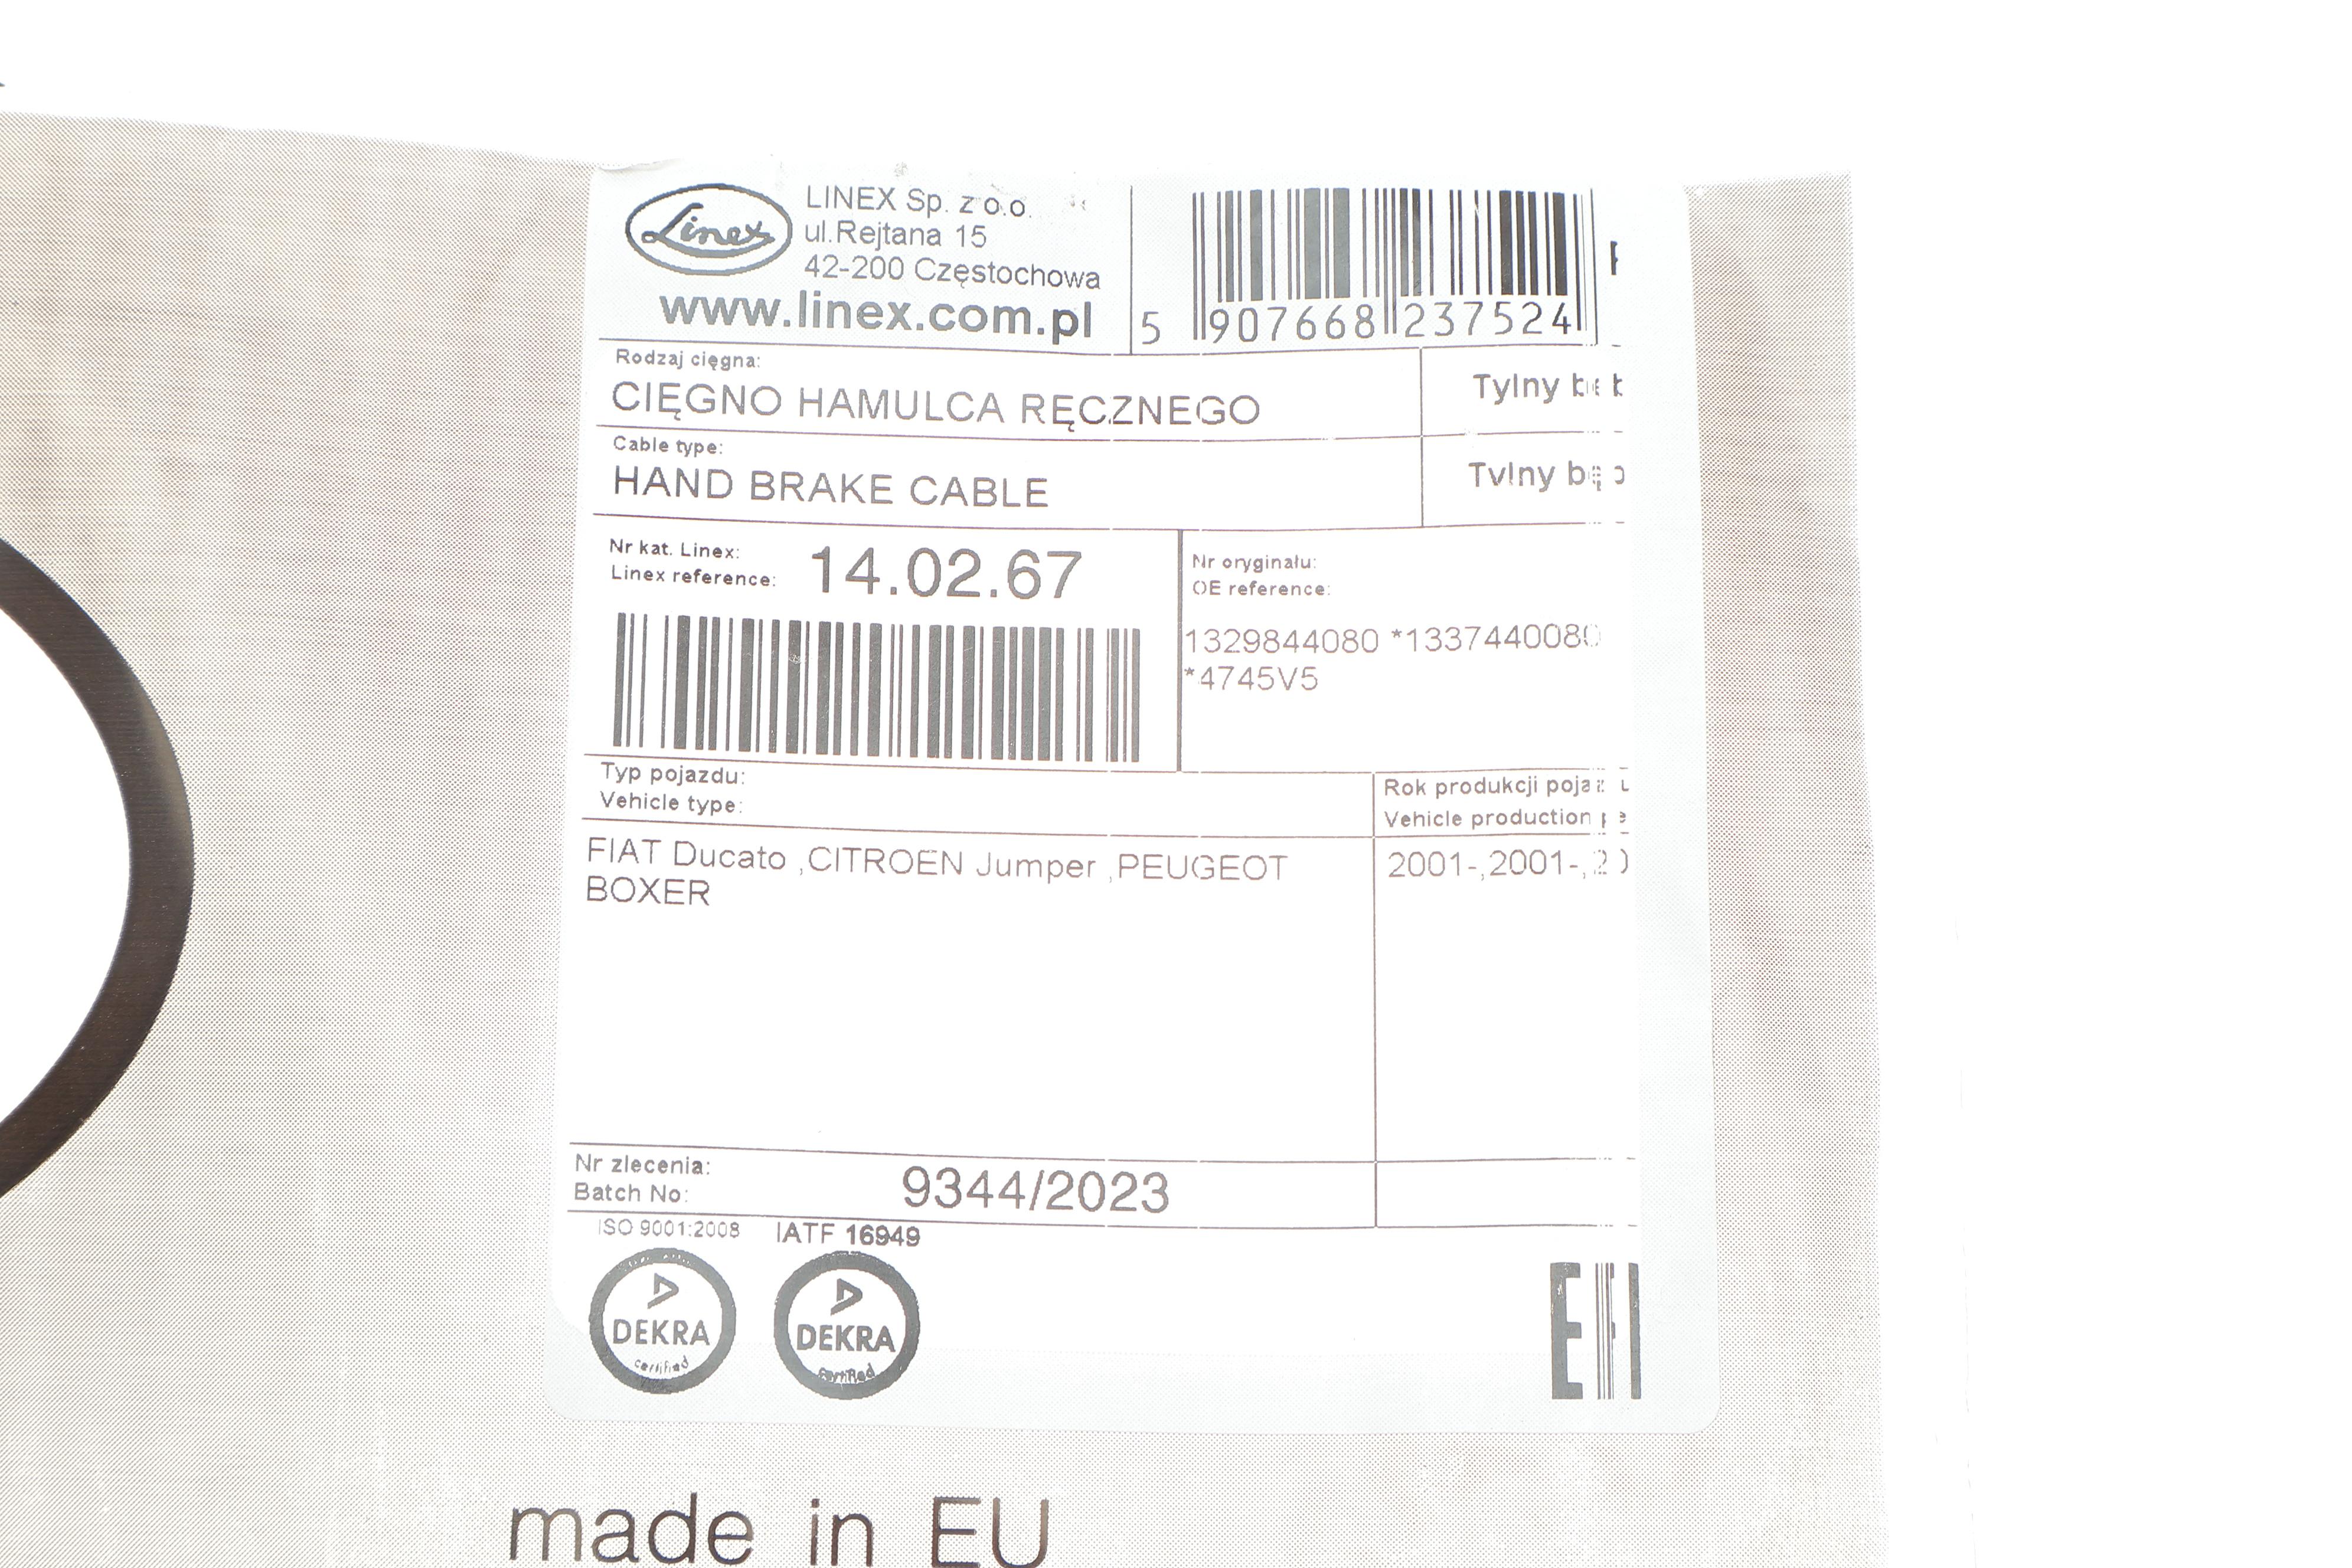 Linex
LINEX Sp. z o.o.
ul.Rejtana 15
42-200 Częstochowa
www.linex.com.pl
5 907668 237524
Rodzaj cięgna:
CIĘGNO HAMULCA RĘCZNEGO
Tylny
Cable type:
HAND BRAKE CABLE
Tylny
Nr kat. Linex:
Linex reference:
14.02.67
Nr oryginału:
OE reference:
1329844080 *1337440080
*4745V5
Typ pojazdu:
Vehicle type:
Rok produkcji
Vehicle production
FIAT Ducato ,CITROEN Jumper ,PEUGEOT
BOXER
2001-,2001-,
Nr zlecenia:
Batch No:
9344/2023
ISO 9001:2008
IATF 16949
DEKRA
certified
DEKRA
certified
made in EU